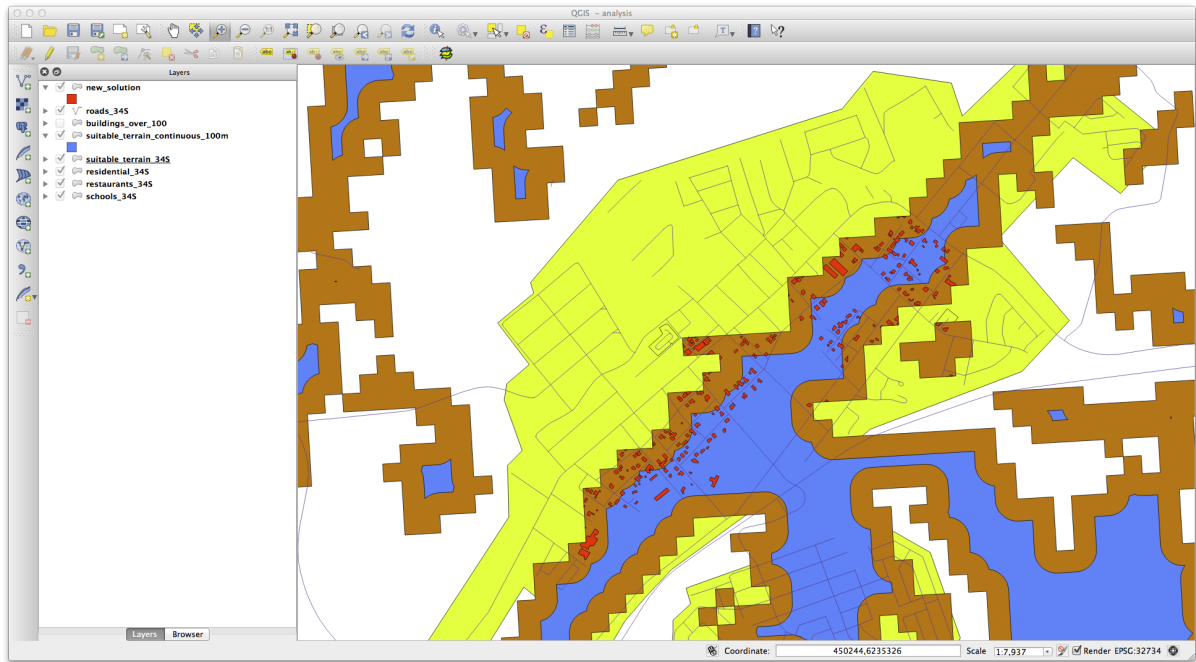 QGIS - analysis
Layers
new_solution
roads_34S
buildings_over_100
suitable_terrain_continuous_100m
suitable_terrain_34S
residential_34S
restaurants_34S
schools_34S
Layers Browser
Coordinate: 450244,6235326 Scale 1:7,937 Render EPSG:32734